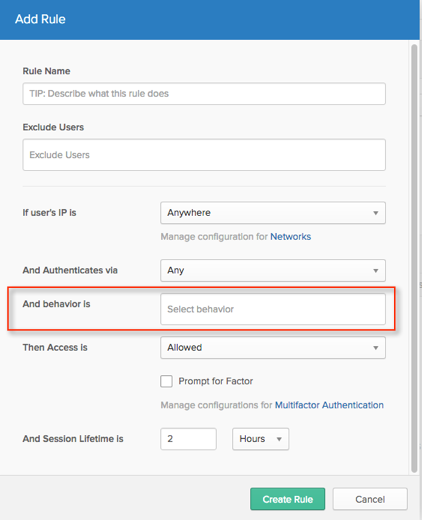 Add Rule
Rule Name
TIP: Describe what this rule does
Exclude Users
Exclude Users
If user's IP is Anywhere
Manage configuration for Networks
And Authenticates via Any
And behavior is Select behavior
Then Access is Allowed
Prompt for Factor
Manage configurations for Multifactor Authentication
And Session Lifetime is 2 Hours
Create Rule Cancel